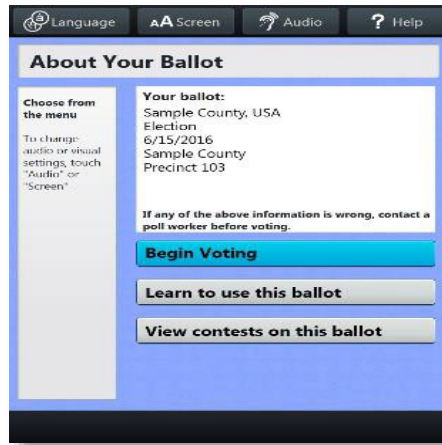 Language
AA Screen
Audio
? Help
About Your Ballot
Choose from
the menu
To change
audio or visual
settings, touch
"Audio" or
"Screen"
Your ballot:
Sample County, USA
Election
6/15/2016
Sample County
Precinct 103
If any of the above information is wrong, contact a
poll worker before voting.
Begin Voting
Learn to use this ballot
View contests on this ballot